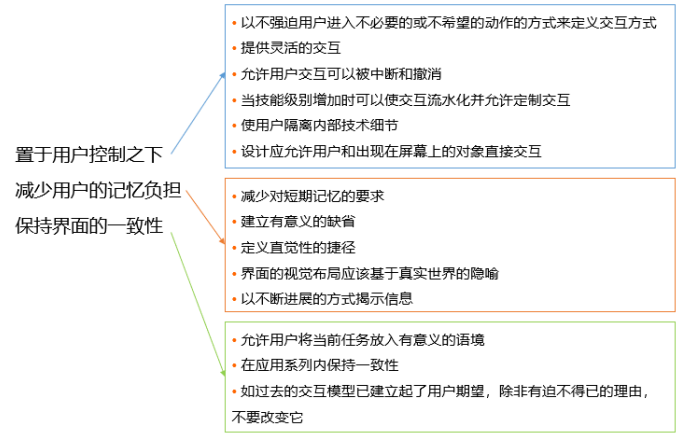 置于用户控制之下
减少用户的记忆负担
保持界面的一致性
• 以不强迫用户进入不必要的或不希望的动作的方式来定义交互方式
• 提供灵活的交互
• 允许用户交互可以被中断和撤消
• 当技能级别增加时可以使交互流水化并允许定制交互
• 使用户隔离内部技术细节
• 设计应允许用户和出现在屏幕上的对象直接交互
• 减少对短期记忆的要求
• 建立有意义的缺省
• 定义直觉性的捷径
• 界面的视觉布局应该基于真实世界的隐喻
• 以不断进展的方式揭示信息
• 允许用户将当前任务放入有意义的语境
• 在应用系列内保持一致性
• 如过去的交互模型已建立起了用户期望，除非有迫不得已的理由，
不要改变它